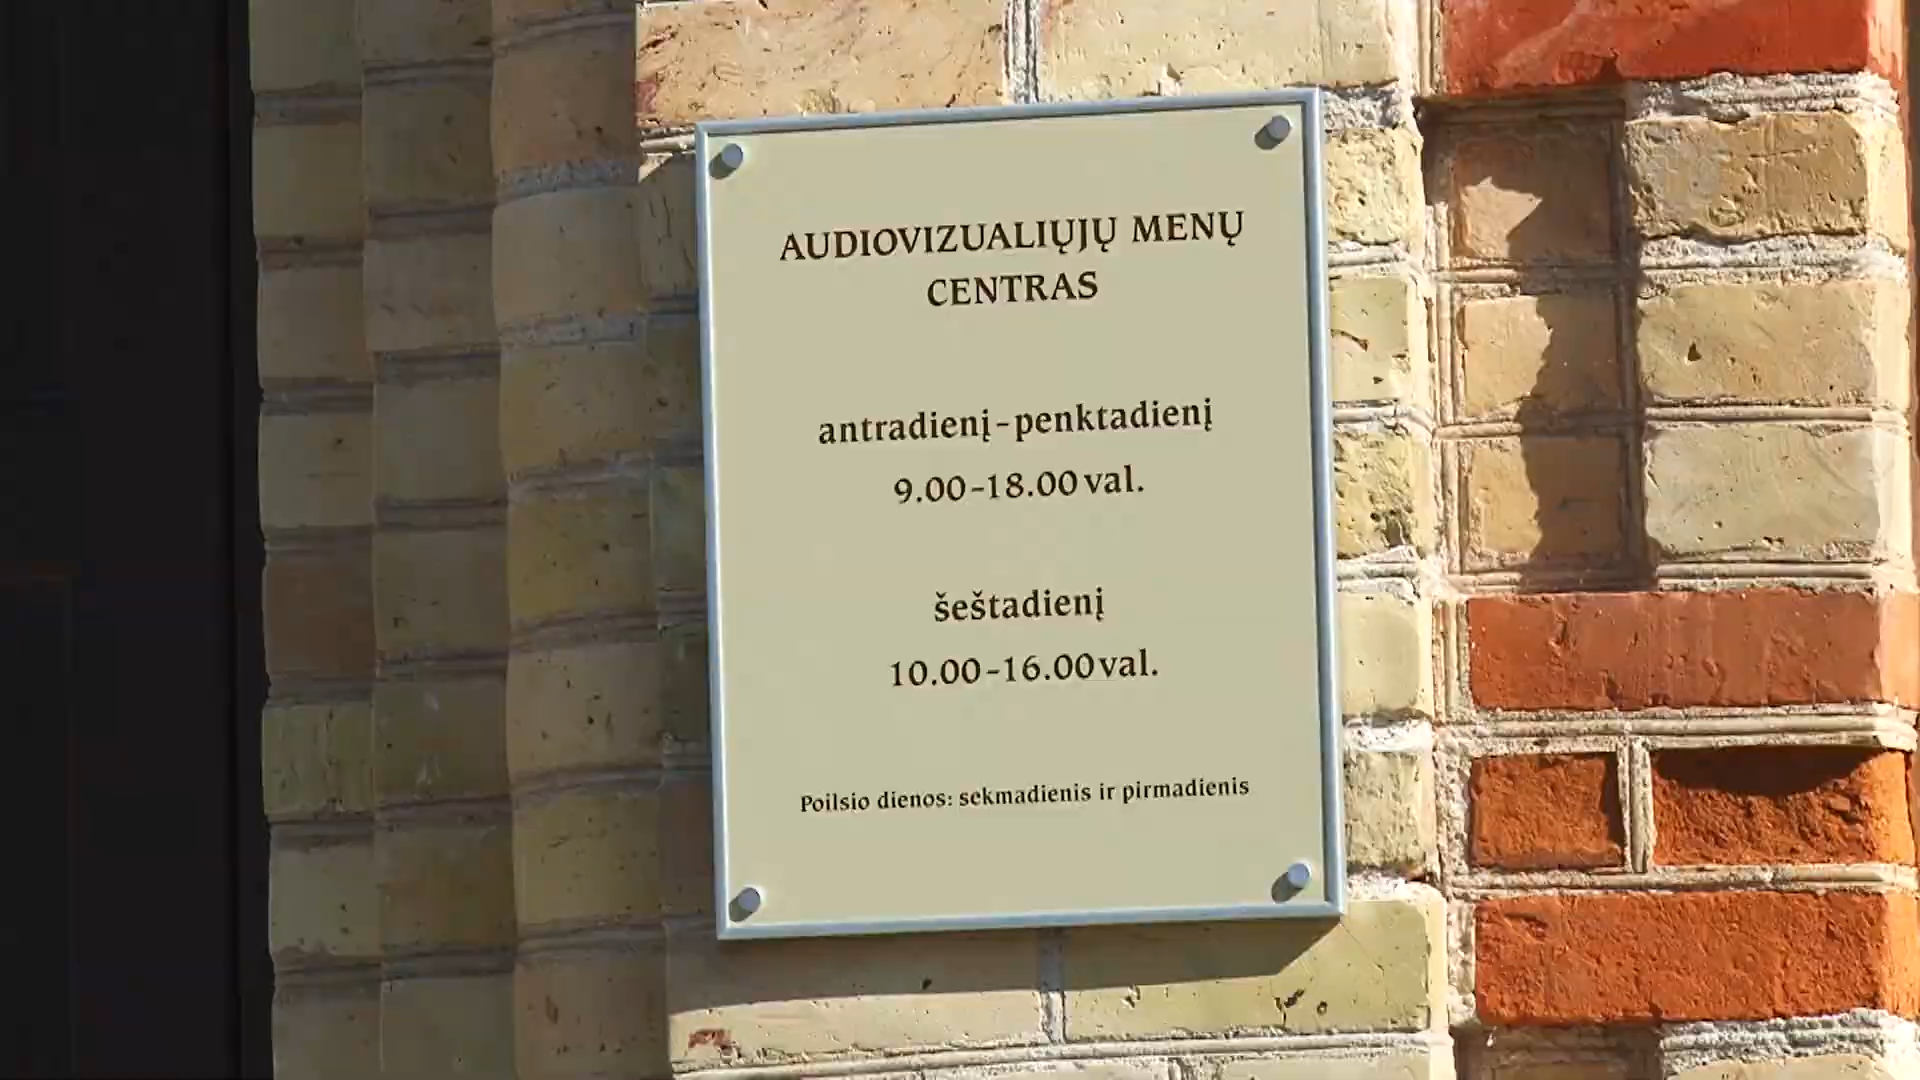 AUDIOVIZUALIŲJŲ MENŲ
CENTRAS
antradienį-penktadienį
9.00-18.00 val.
šeštadienį
10.00-16.00 val.
Poilsio dienos: sekmadienis ir pirmadienis